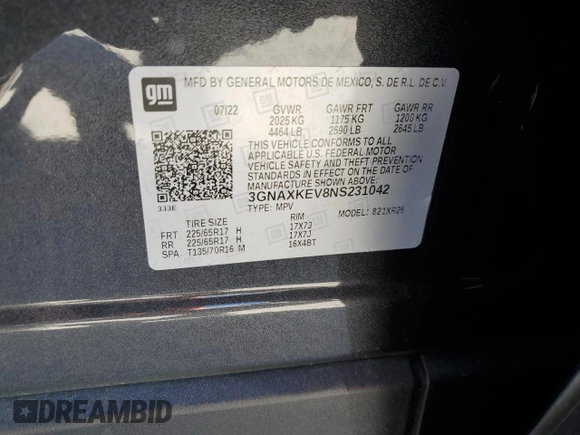 gm
MFD BY GENERAL MOTORS DE MEXICO, S. DE R.L. DE C.V.
07/22 GVWR GAWR FRT GAWR RR
2025 KG 1175 KG 1200 KG
4464 LB 2590 LB 2645 LB
THIS VEHICLE CONFORMS TO ALL
APPLICABLE U.S. FEDERAL MOTOR
VEHICLE SAFETY AND THEFT PREVENTION
STANDARDS IN EFFECT ON THE DATE OF
MANUFACTURE SHOWN ABOVE.
3GNAXKEV8NS231042
333E TYPE: MPV MODEL: 821XR26
TIRE SIZE RIM
FRT 225/65R17 H 17X7J
RR 225/65R17 H 17X7J
SPA T135/70R16 M 16X4BT
DREAMBID